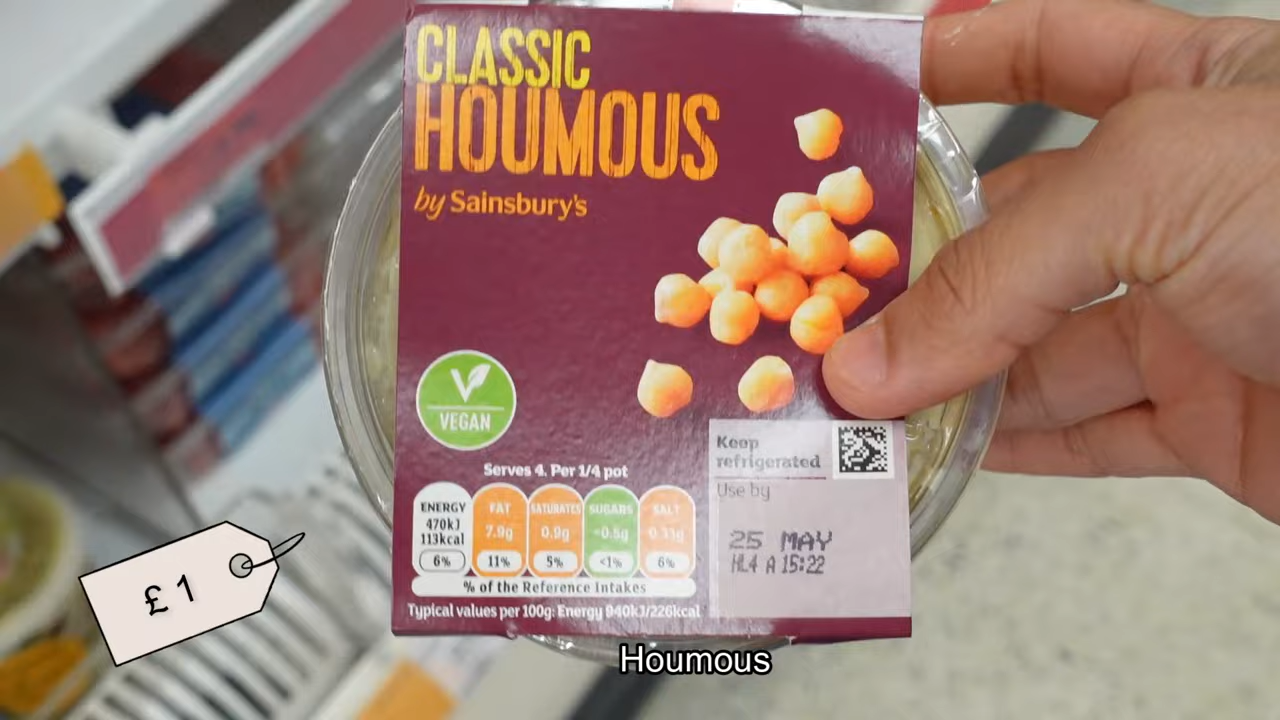 CLASSIC
HOUMOUS
by Sainsbury's
VEGAN
Keep
refrigerated
Use by
25 MAY
HL4 A 15:22
Serves 4. Per 1/4 pot
ENERGY FAT SATURATES SUGARS SALT
470kJ
113kcal 7.9g 0.9g <0.5g 0.33g
6% 11% 5% <1% 6%
% of the Reference Intakes
Typical values per 100g: Energy 940kJ/226kcal
£1
Houmous